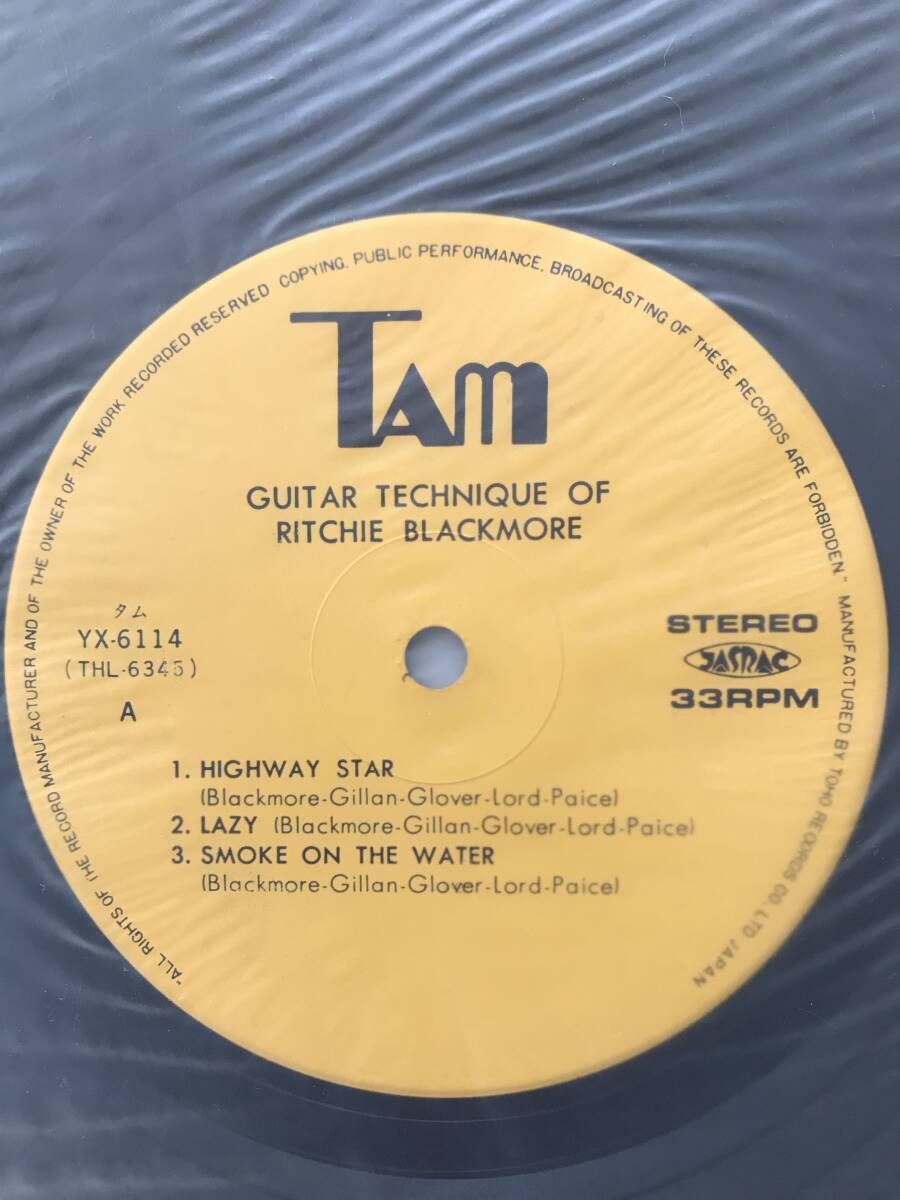 "ALL RIGHTS OF THE RECORD MANUFACTURER AND OF THE OWNER OF THE WORK RECORDED RESERVED COPYING. PUBLIC PERFORMANCE. BROADCASTING OF THESE RECORDS ARE FORBIDDEN." MANUFACTURED BY TOHO RECORDS CO., LTD JAPAN
TAM
GUITAR TECHNIQUE OF
RITCHIE BLACKMORE
タム
YX-6114
(THL-6345)
A
STEREO
JASRAC
33RPM
1. HIGHWAY STAR
(Blackmore-Gillan-Glover-Lord-Paice)
2. LAZY (Blackmore-Gillan-Glover-Lord-Paice)
3. SMOKE ON THE WATER
(Blackmore-Gillan-Glover-Lord-Paice)